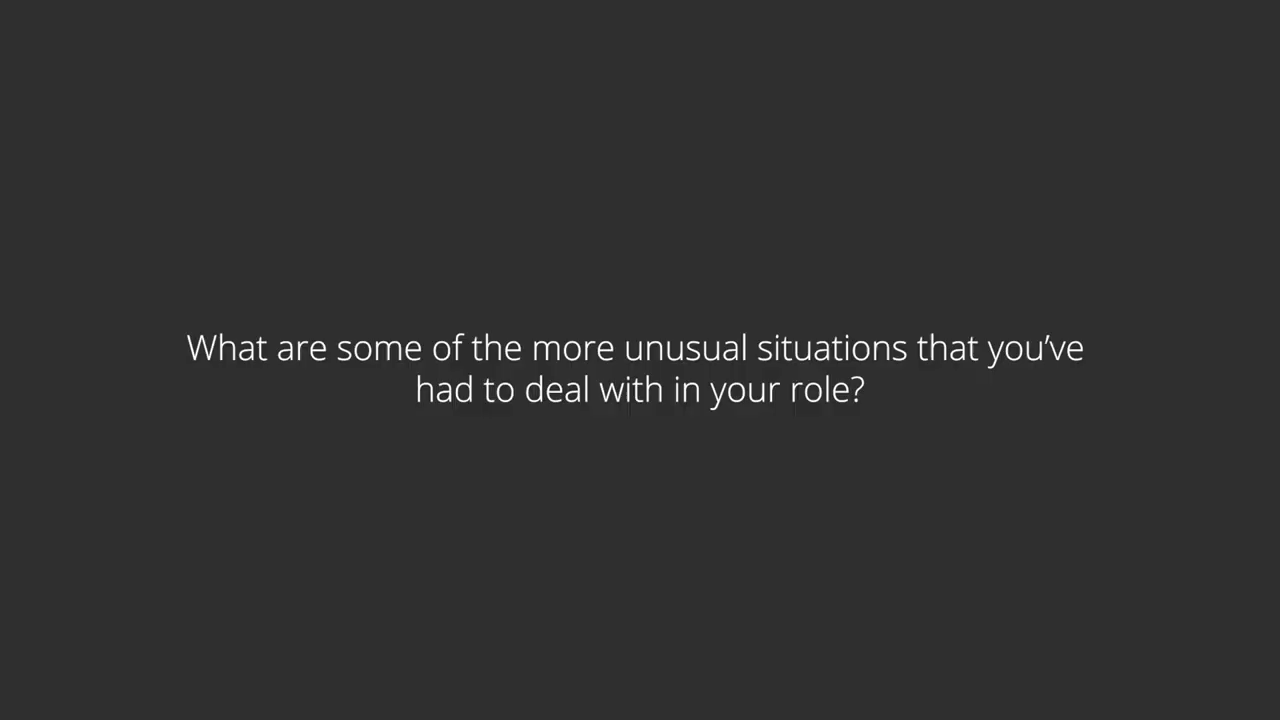 What are some of the more unusual situations that you’ve
had to deal with in your role?